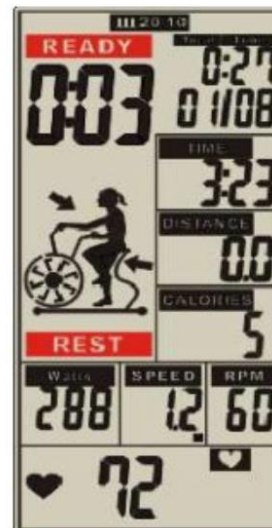 20 10
READY
0:03
0:27
01/08
TIME
3:23
DISTANCE
0.0
CALORIES
5
REST
Watts
SPEED
RPM
288
1.2
60
72